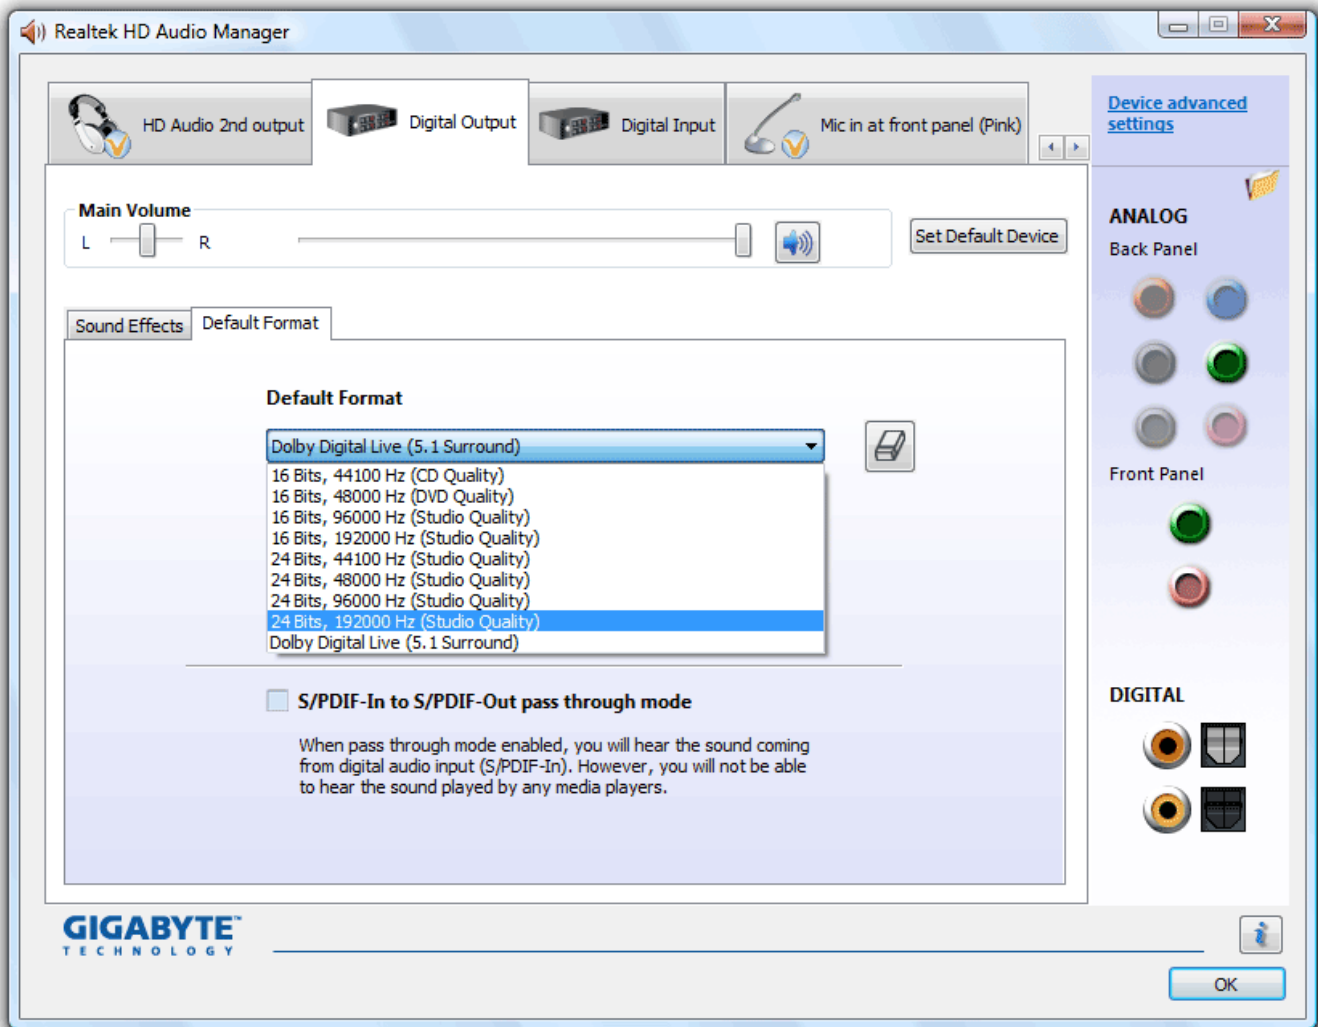 Realtek HD Audio Manager
HD Audio 2nd output
Digital Output
Digital Input
Mic in at front panel (Pink)
Device advanced
settings
Main Volume
L
R
Set Default Device
ANALOG
Back Panel
Sound Effects
Default Format
Default Format
Dolby Digital Live (5.1 Surround)
16 Bits, 44100 Hz (CD Quality)
16 Bits, 48000 Hz (DVD Quality)
16 Bits, 96000 Hz (Studio Quality)
16 Bits, 192000 Hz (Studio Quality)
24 Bits, 44100 Hz (Studio Quality)
24 Bits, 48000 Hz (Studio Quality)
24 Bits, 96000 Hz (Studio Quality)
24 Bits, 192000 Hz (Studio Quality)
Dolby Digital Live (5.1 Surround)
Front Panel
S/PDIF-In to S/PDIF-Out pass through mode
When pass through mode enabled, you will hear the sound coming
from digital audio input (S/PDIF-In). However, you will not be able
to hear the sound played by any media players.
DIGITAL
GIGABYTE™
TECHNOLOGY
OK